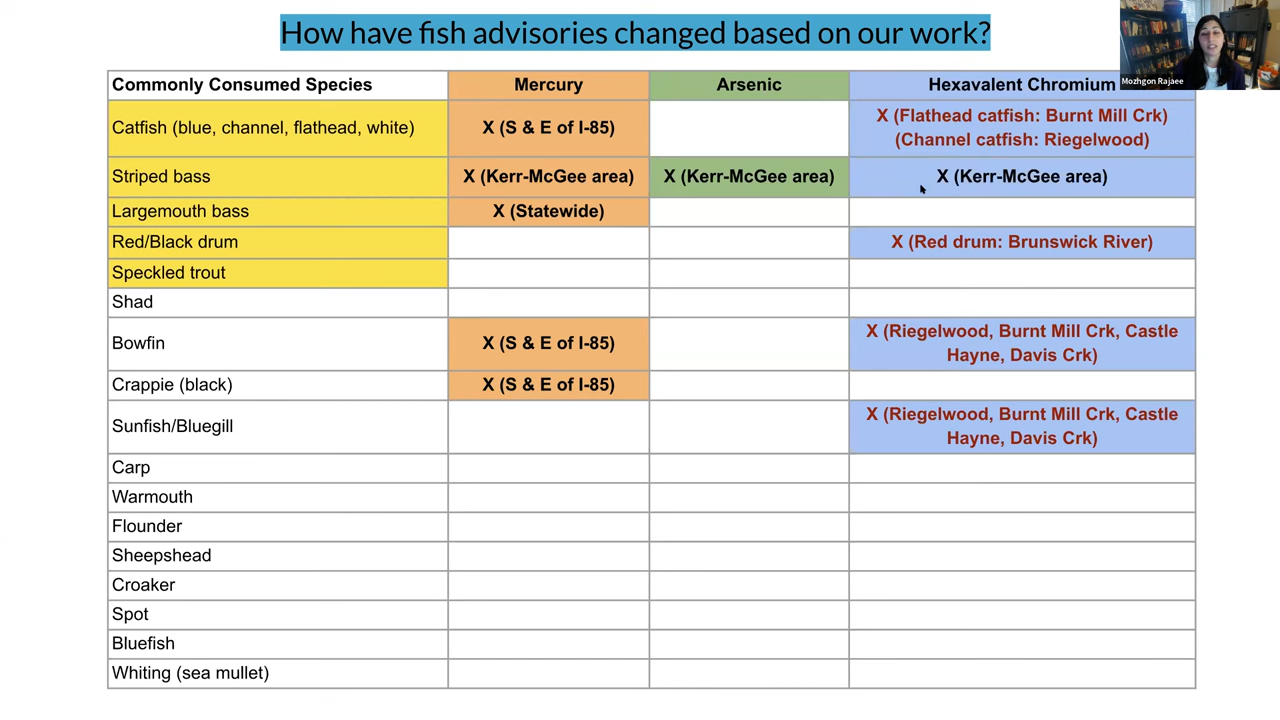 How have fish advisories changed based on our work?
Mozhgon Rajaee
Commonly Consumed Species Mercury Arsenic Hexavalent Chromium
Catfish (blue, channel, flathead, white) X (S & E of I-85) X (Flathead catfish: Burnt Mill Crk)
(Channel catfish: Riegelwood)
Striped bass X (Kerr-McGee area) X (Kerr-McGee area) X (Kerr-McGee area)
Largemouth bass X (Statewide)
Red/Black drum X (Red drum: Brunswick River)
Speckled trout
Shad
Bowfin X (S & E of I-85) X (Riegelwood, Burnt Mill Crk, Castle
Hayne, Davis Crk)
Crappie (black) X (S & E of I-85)
Sunfish/Bluegill X (Riegelwood, Burnt Mill Crk, Castle
Hayne, Davis Crk)
Carp
Warmouth
Flounder
Sheepshead
Croaker
Spot
Bluefish
Whiting (sea mullet)